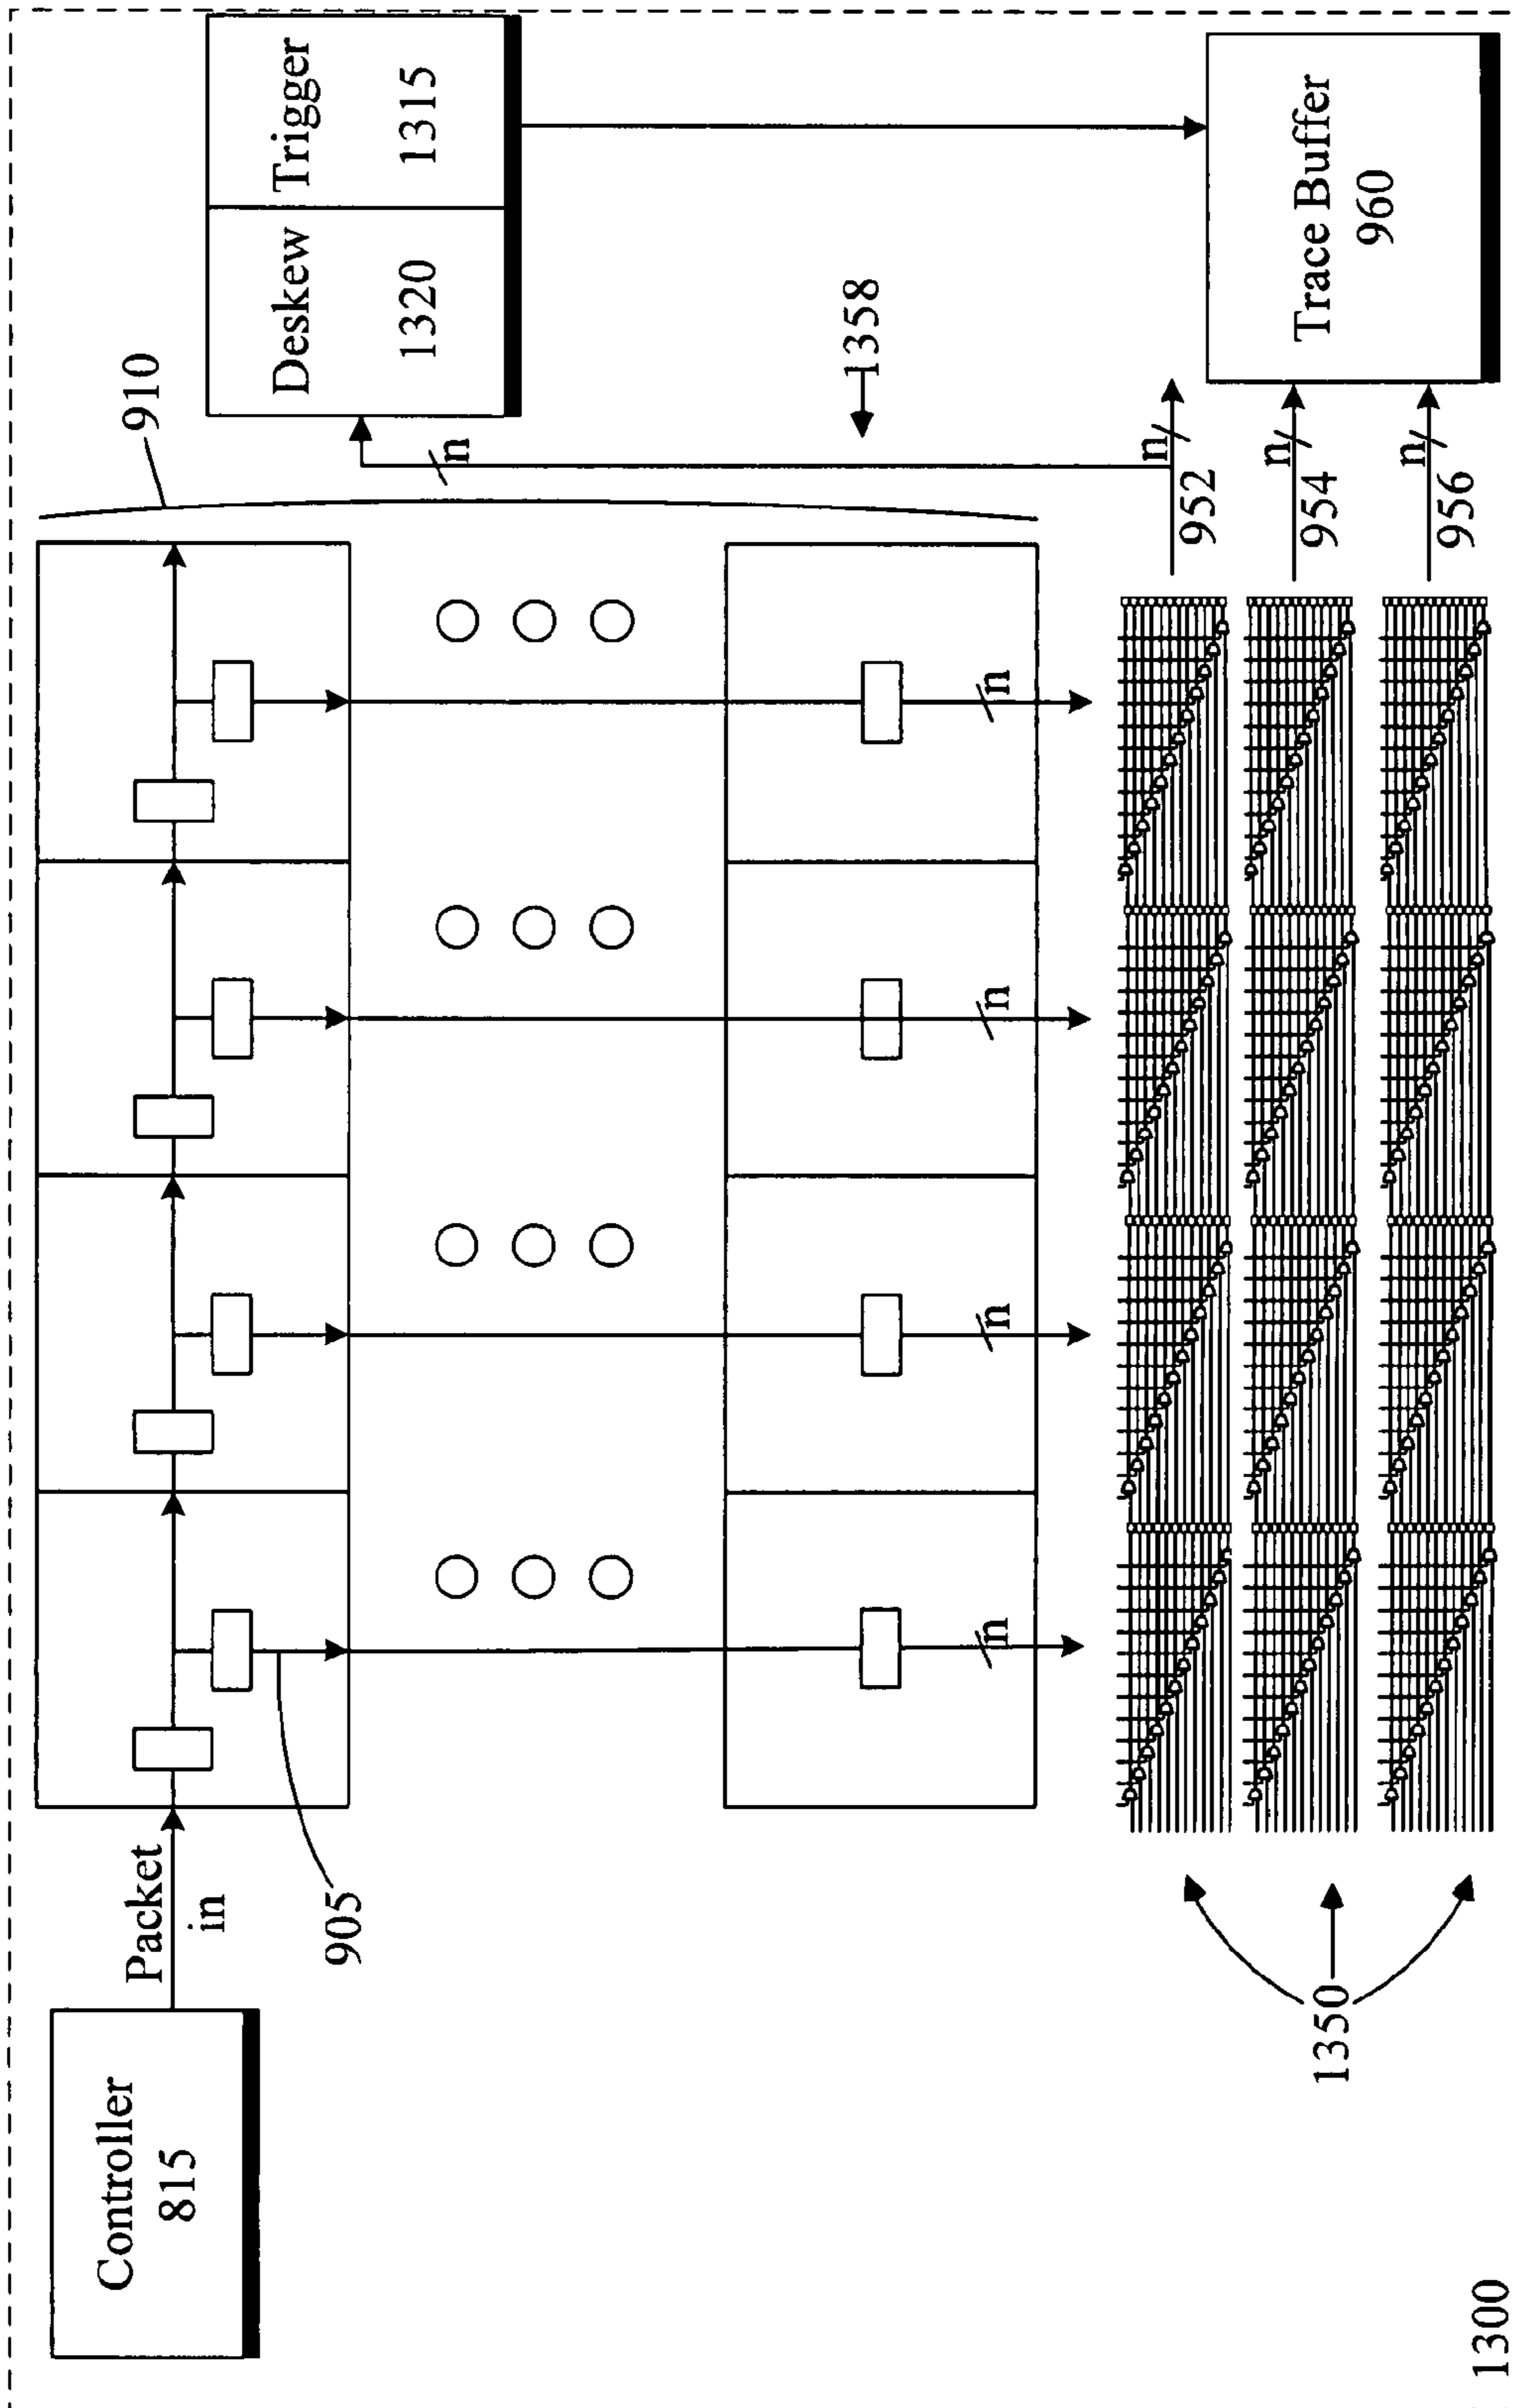 Controller
815
Packet
in
905
910
Deskew
1320
Trigger
1315
n
1358
n
n
n
n
n
952
n
954
n
956
Trace Buffer
960
1350
1300